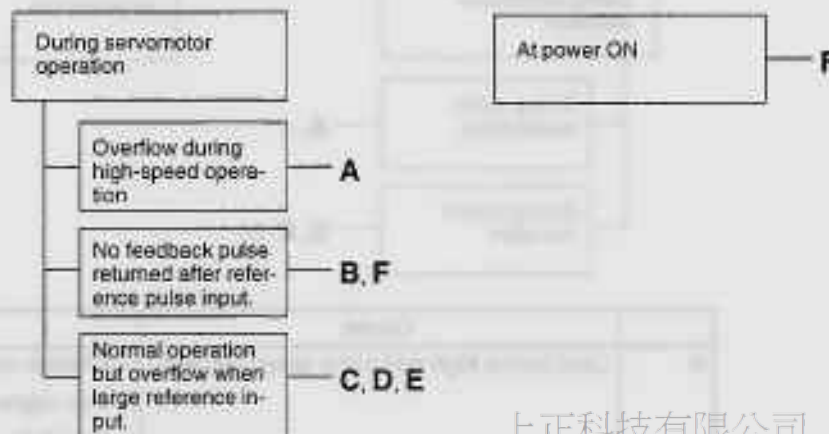 During servomotor
operation
At power ON
F
Overflow during
high-speed opera-
tion
A
No feedback pulse
returned after refer-
ence pulse input.
B, F
Normal operation
but overflow when
large reference in-
put.
C, D, E
上正科技有限公司